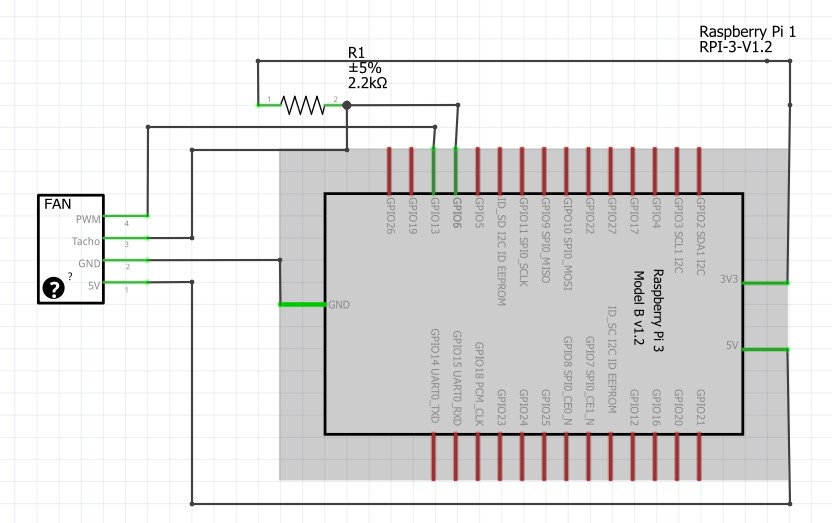 Raspberry Pi 1
RPI-3-V1.2
R1
±5%
2.2kΩ
1
2
FAN
PWM
4
Tacho
3
GND
2
5V
1
?
?
GPIO26
GPIO19
GPIO13
GPIO6
GPIO5
ID_SD I2C ID EEPROM
GPIO11 SPI0_SCLK
GPIO9 SPI0_MISO
GPIO10 SPI0_MOSI
GPIO22
GPIO27
GPIO17
GPIO4
GPIO3 SCL1 I2C
GPIO2 SDA1 I2C
GND
3V3
5V
Raspberry Pi 3
Model B v1.2
GPIO14 UART0_TXD
GPIO15 UART0_RXD
GPIO18 PCM_CLK
GPIO23
GPIO24
GPIO25
GPIO8 SPI0_CE0_N
GPIO7 SPI0_CE1_N
ID_SC I2C ID EEPROM
GPIO12
GPIO16
GPIO20
GPIO21